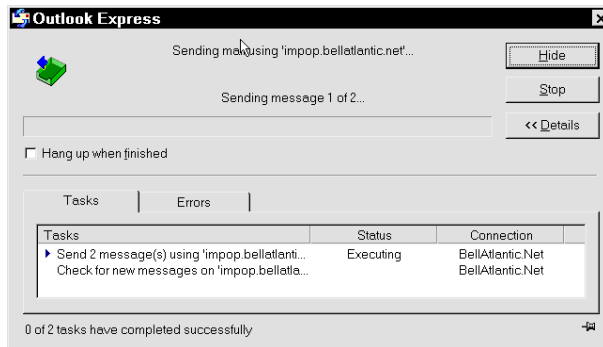 Outlook Express
Sending mail using 'impop.bellatlantic.net'...
Hide
Sending message 1 of 2...
Stop
<< Details
Hang up when finished
Tasks Errors
Tasks Status Connection
Send 2 message(s) using 'impop.bellatlanti... Executing BellAtlantic.Net
Check for new messages on 'impop.bellatla... BellAtlantic.Net
0 of 2 tasks have completed successfully